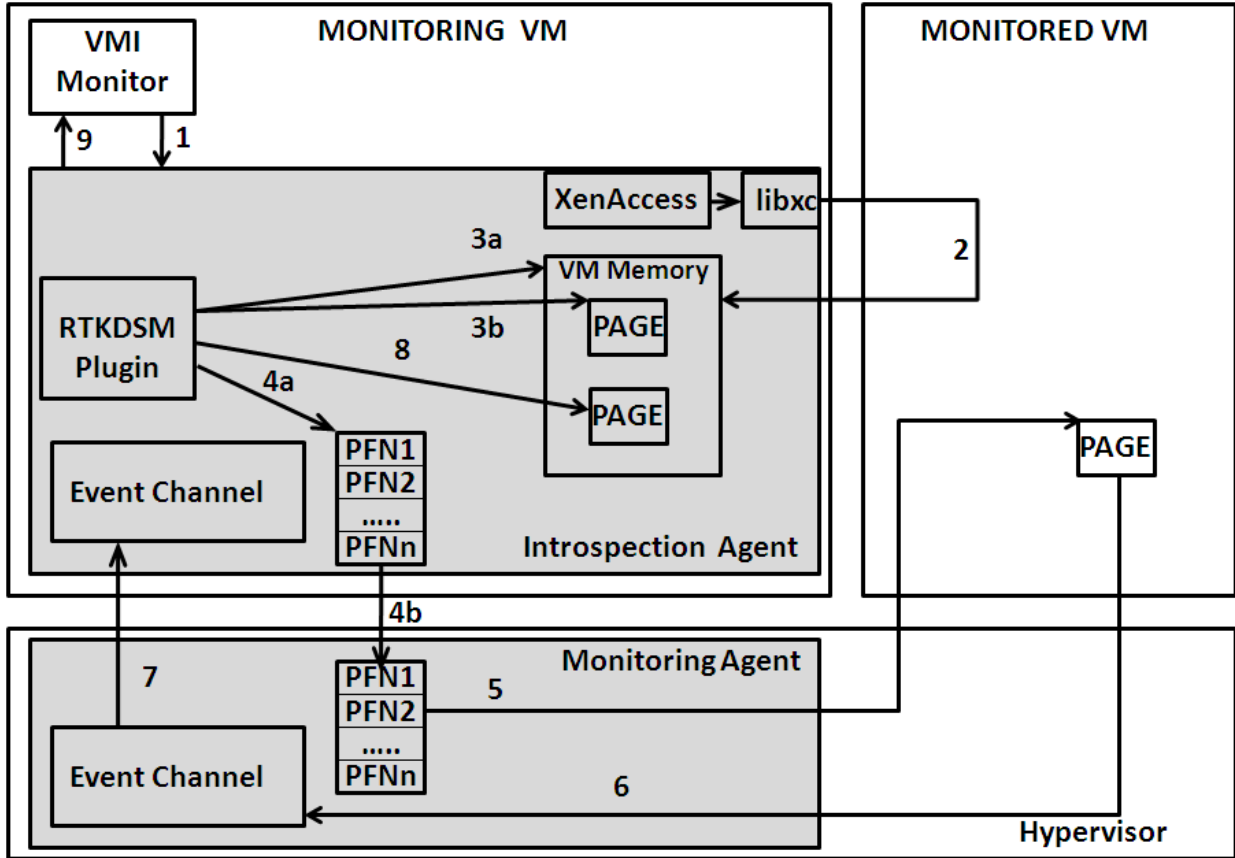 MONITORING VM
MONITORED VM
VMI
Monitor
9
1
XenAccess
libxc
3a
2
VM Memory
RTKDSM
Plugin
3b
PAGE
8
4a
PAGE
PFN1
PFN2
.....
PFNn
PAGE
Event Channel
Introspection Agent
4b
Monitoring Agent
7
PFN1
PFN2
.....
PFNn
5
Event Channel
6
Hypervisor